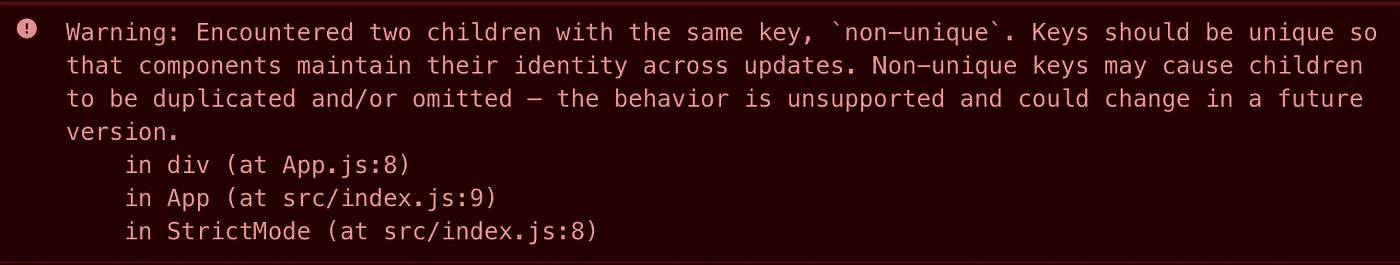 Warning: Encountered two children with the same key, `non-unique`. Keys should be unique so
that components maintain their identity across updates. Non-unique keys may cause children
to be duplicated and/or omitted — the behavior is unsupported and could change in a future
version.
    in div (at App.js:8)
    in App (at src/index.js:9)
    in StrictMode (at src/index.js:8)